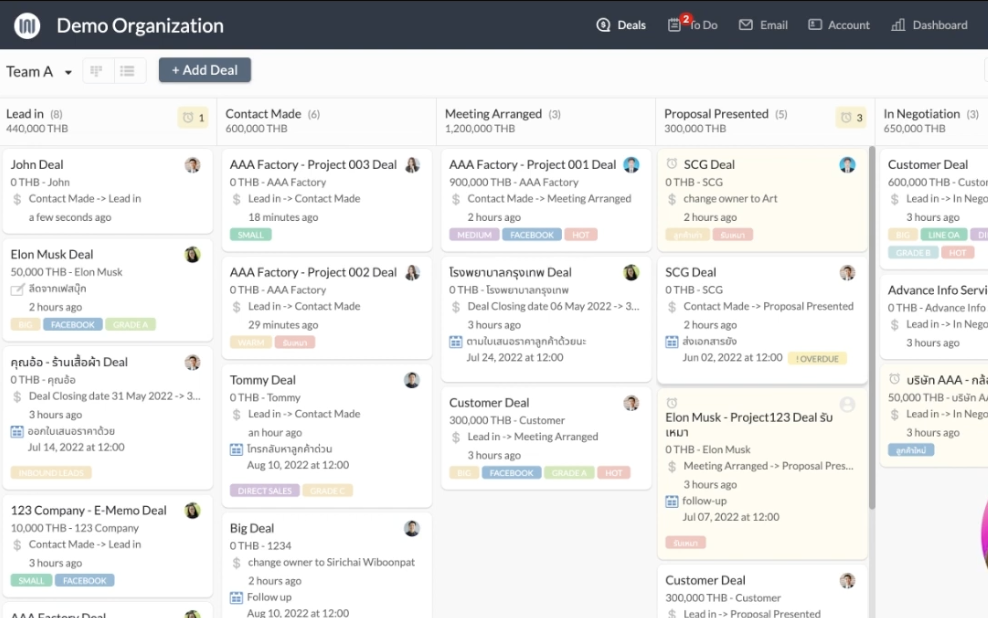 Demo Organization
Deals
2
To Do
Email
Account
Dashboard
Team A
+ Add Deal
Lead in (8)
440,000 THB
1
John Deal
0 THB - John
Contact Made -> Lead in
a few seconds ago
Elon Musk Deal
50,000 THB - Elon Musk
ลีดจากเฟสบุ๊ก
2 hours ago
BIG
FACEBOOK
GRADE A
คุณอ้อ - ร้านเสื้อผ้า Deal
0 THB - คุณอ้อ
Deal Closing date 31 May 2022 -> 3...
3 hours ago
ออกใบเสนอราคาด้วย
Jul 14, 2022 at 12:00
INBOUND LEADS
123 Company - E-Memo Deal
10,000 THB - 123 Company
Contact Made -> Lead in
3 hours ago
SMALL
FACEBOOK
AAA Factory Deal
Contact Made (6)
600,000 THB
AAA Factory - Project 003 Deal
0 THB - AAA Factory
Lead in -> Contact Made
18 minutes ago
SMALL
AAA Factory - Project 002 Deal
0 THB - AAA Factory
Lead in -> Contact Made
29 minutes ago
WARM
รับเหมา
Tommy Deal
0 THB - Tommy
Lead in -> Contact Made
an hour ago
โทรกลับหาลูกค้าด่วน
Aug 10, 2022 at 12:00
DIRECT SALES
GRADE C
Big Deal
0 THB - 1234
change owner to Sirichai Wiboonpat
2 hours ago
Follow up
Aug 10, 2022 at 12:00
Meeting Arranged (3)
1,200,000 THB
AAA Factory - Project 001 Deal
900,000 THB - AAA Factory
Contact Made -> Meeting Arranged
2 hours ago
MEDIUM
FACEBOOK
HOT
โรงพยาบาลกรุงเทพ Deal
0 THB - โรงพยาบาลกรุงเทพ
Deal Closing date 06 May 2022 -> 3...
3 hours ago
ตามใบเสนอราคาลูกค้าด้วยนะ
Jul 24, 2022 at 12:00
Customer Deal
300,000 THB - Customer
Lead in -> Meeting Arranged
3 hours ago
BIG
FACEBOOK
GRADE A
HOT
Proposal Presented (5)
300,000 THB
3
SCG Deal
0 THB - SCG
change owner to Art
2 hours ago
ลูกค้าเก่า
รับเหมา
SCG Deal
0 THB - SCG
Contact Made -> Proposal Presented
2 hours ago
ส่งเอกสารยัง
Jun 02, 2022 at 12:00
! OVERDUE
Elon Musk - Project123 Deal รับ
เหมา
0 THB - Elon Musk
Meeting Arranged -> Proposal Pres...
3 hours ago
follow-up
Jul 07, 2022 at 12:00
รับเหมา
Customer Deal
300,000 THB - Customer
Lead in -> Proposal Presented
In Negotiation (3)
650,000 THB
Customer Deal
600,000 THB - Custo
Lead in -> In Nego
3 hours ago
BIG
LINE OA
GRADE B
HOT
Advance Info Servi
0 THB - Advance Info
Lead in -> In Nego
3 hours ago
บริษัท AAA - กล้อ
50,000 THB - บริษัท A
Lead in -> In Nego
3 hours ago
ลูกค้าใหม่